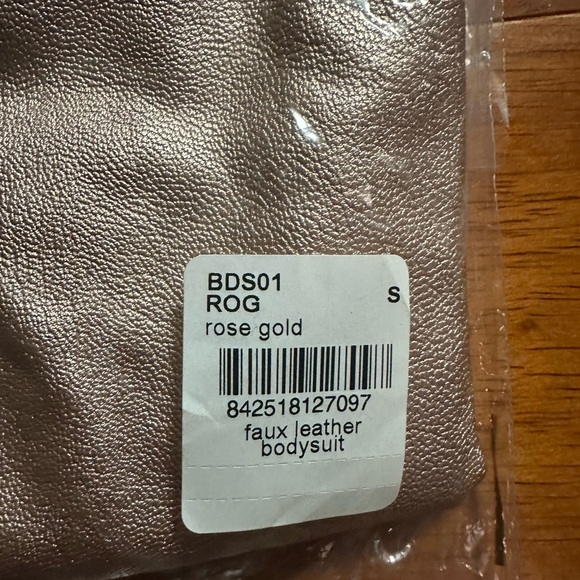 BDS01
ROG
S
rose gold
842518127097
faux leather
bodysuit